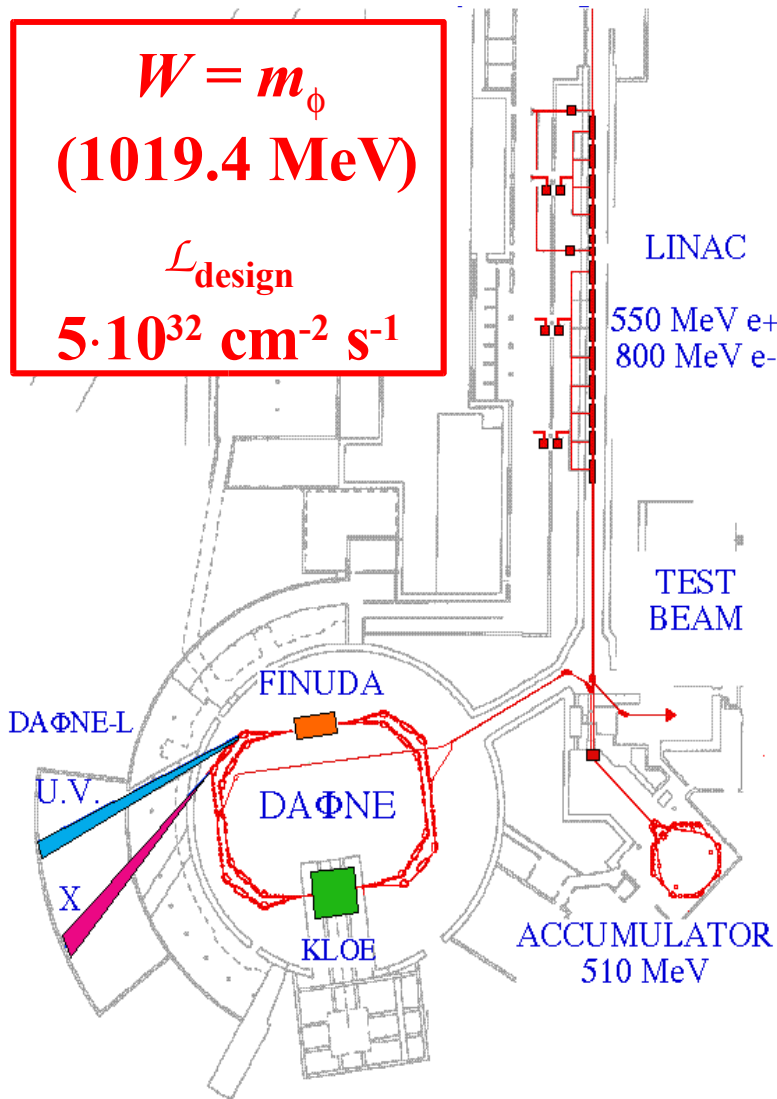 W = mϕ
(1019.4 MeV)
ℒdesign
5·10³² cm⁻² s⁻¹
LINAC
550 MeV e+
800 MeV e-
TEST
BEAM
FINUDA
DAΦNE-L
U.V.
DAΦNE
X
KLOE
ACCUMULATOR
510 MeV